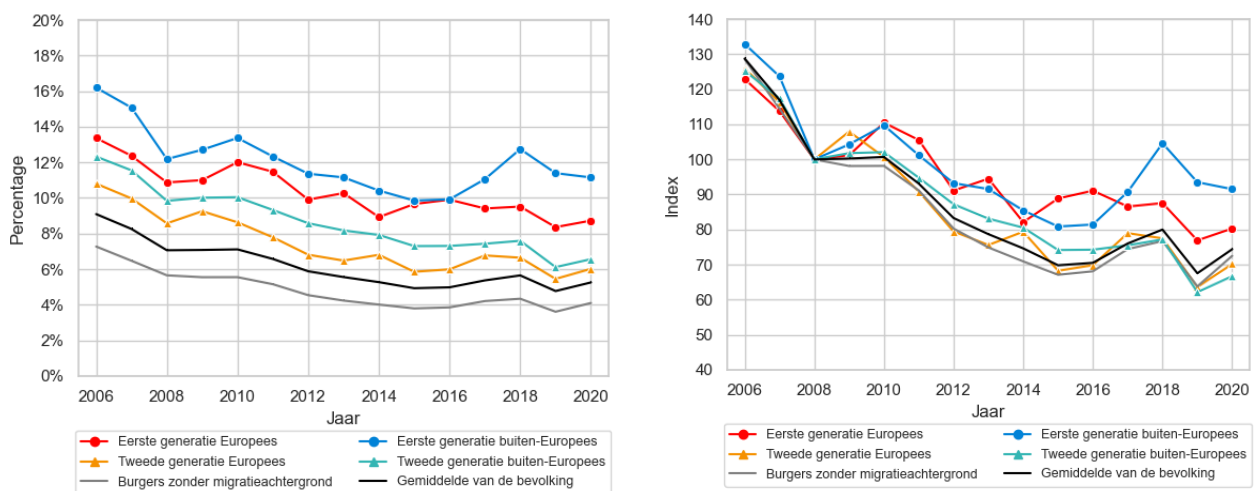 20%
18%
16%
14%
12%
10%
8%
6%
4%
2%
0%
Percentage
2006 2008 2010 2012 2014 2016 2018 2020
Jaar
Eerste generatie Europees
Eerste generatie buiten-Europees
Tweede generatie Europees
Tweede generatie buiten-Europees
Burgers zonder migratieachtergrond
Gemiddelde van de bevolking
140
130
120
110
100
90
80
70
60
50
40
Index
2006 2008 2010 2012 2014 2016 2018 2020
Jaar
Eerste generatie Europees
Eerste generatie buiten-Europees
Tweede generatie Europees
Tweede generatie buiten-Europees
Burgers zonder migratieachtergrond
Gemiddelde van de bevolking